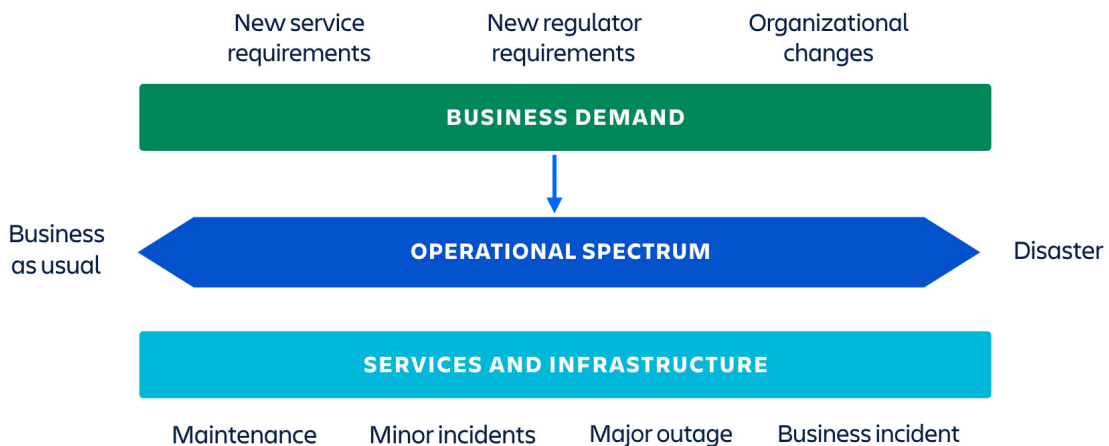 New service
requirements
New regulator
requirements
Organizational
changes
BUSINESS DEMAND
Business
as usual
OPERATIONAL SPECTRUM
Disaster
SERVICES AND INFRASTRUCTURE
Maintenance
Minor incidents
Major outage
Business incident